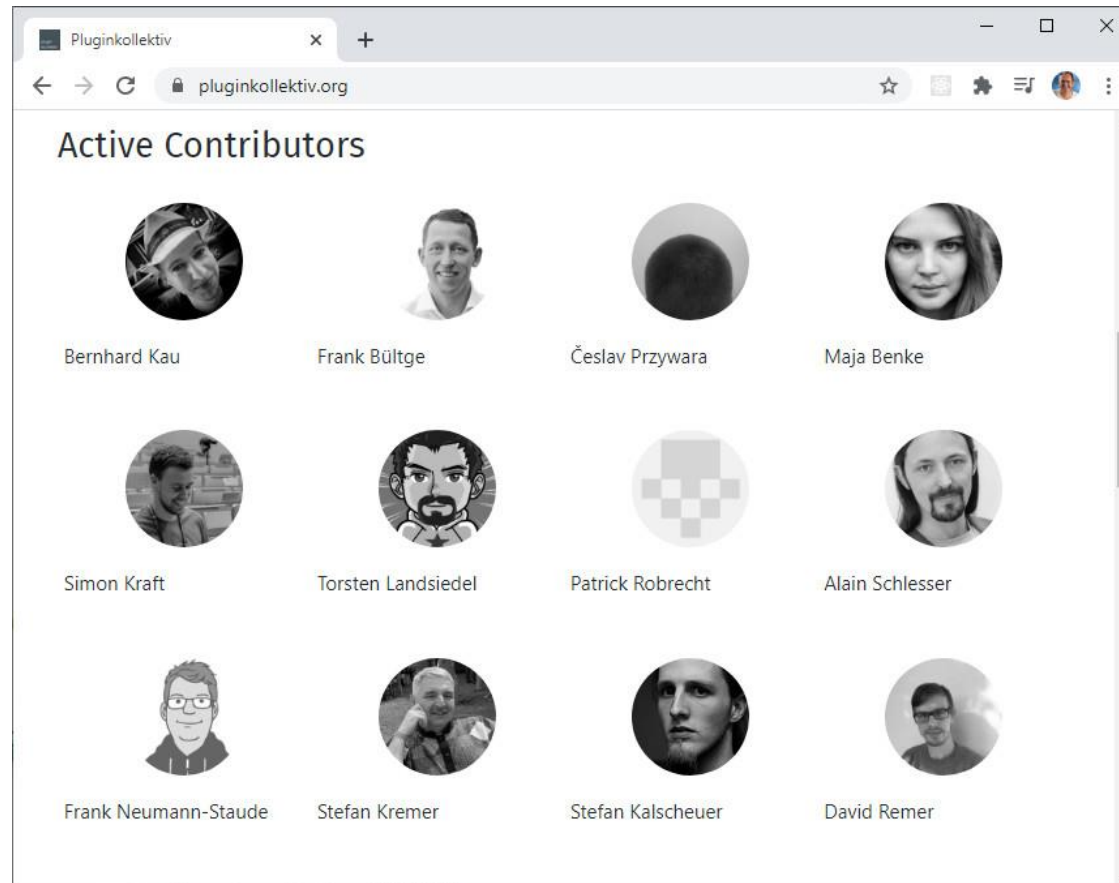 Pluginkollektiv
pluginkollektiv.org
Active Contributors
Bernhard Kau
Frank Bültge
Česlav Przywara
Maja Benke
Simon Kraft
Torsten Landsiedel
Patrick Robrecht
Alain Schlesser
Frank Neumann-Staude
Stefan Kremer
Stefan Kalscheuer
David Remer